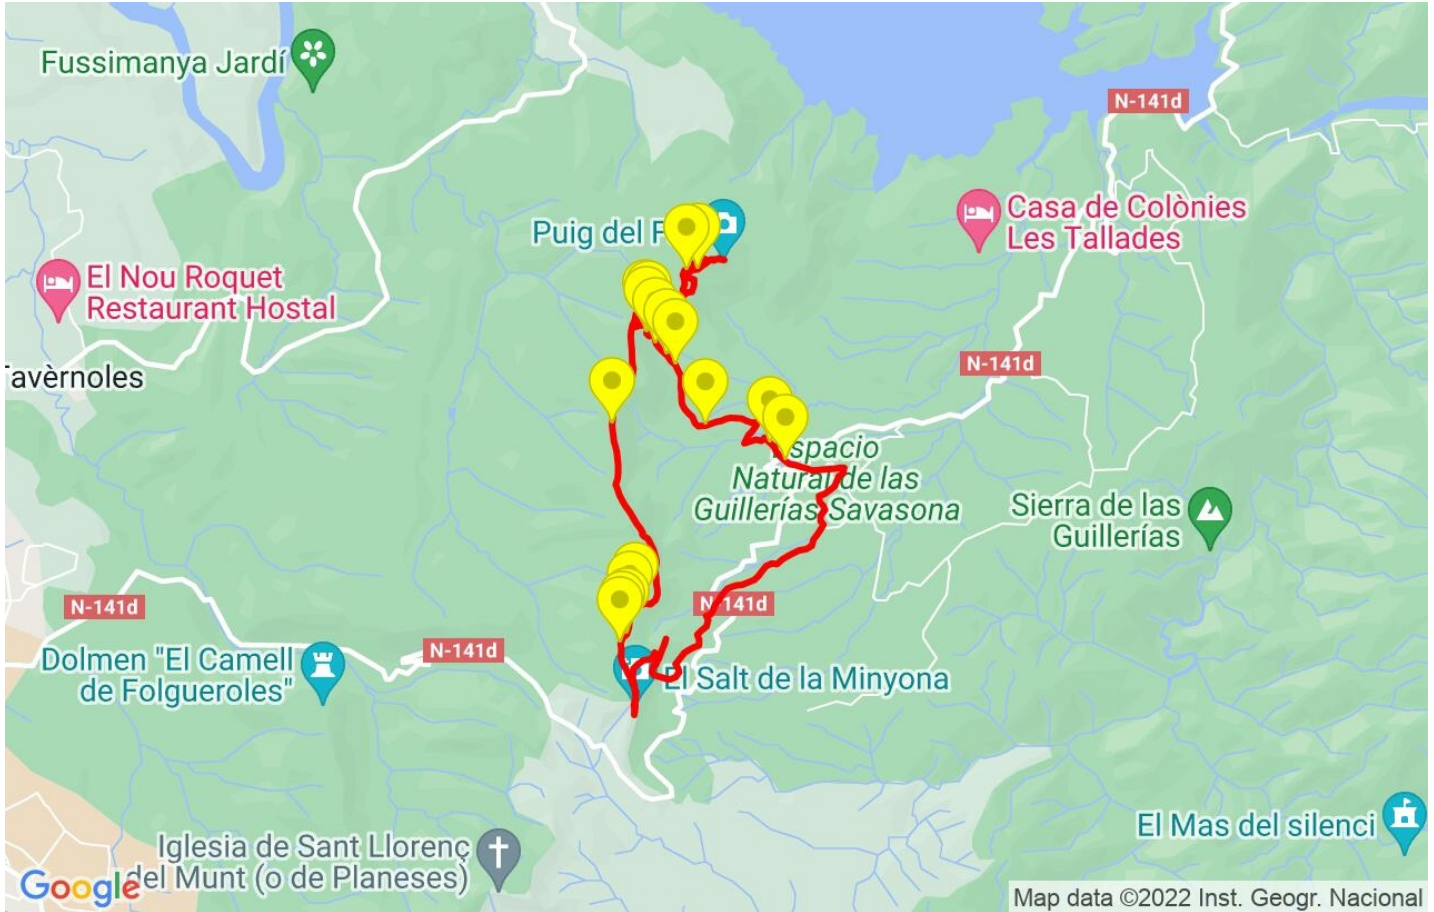 Fussimanya Jardí
N-141d
Casa de Colònies
Les Tallades
Puig del F
El Nou Roquet
Restaurant Hostal
N-141d
Tavèrnoles
Espacio
Natural de las
Guillerías Savasona
Sierra de las
Guillerías
N-141d
N-141d
N-141d
Dolmen "El Camell
de Folgueroles"
El Salt de la Minyona
El Mas del silenci
Iglesia de Sant Llorenç
del Munt (o de Planeses)
Google
Map data ©2022 Inst. Geogr. Nacional